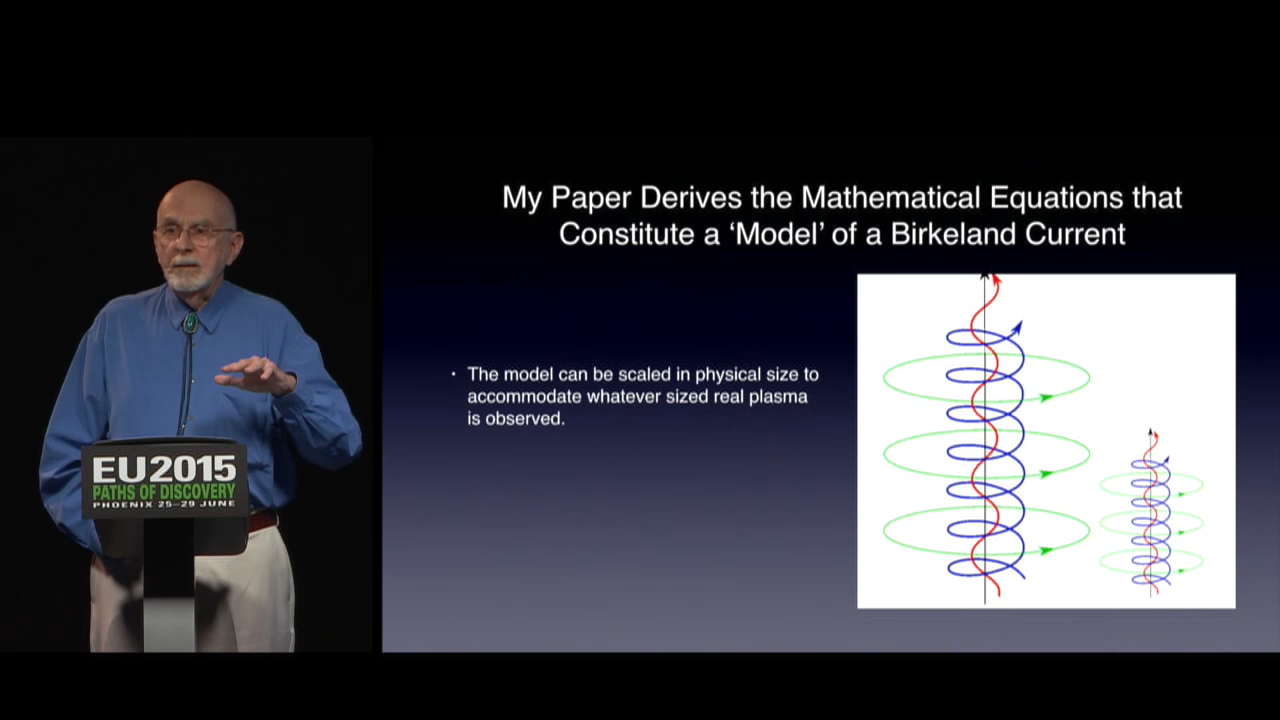 My Paper Derives the Mathematical Equations that
Constitute a ‘Model’ of a Birkeland Current
· The model can be scaled in physical size to
accommodate whatever sized real plasma
is observed.
EU2015
PATHS OF DISCOVERY
PHOENIX 25–29 JUNE